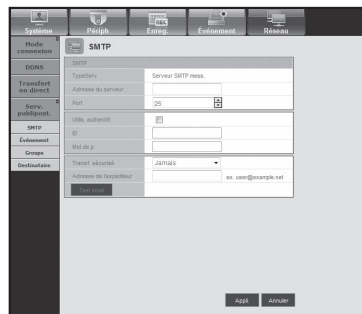 Système
Périph.
Enreg.
Événement
Réseau
Mode connexion
DDNS
Transfert en direct
Serv. publipost.
SMTP
Événement
Groupe
Destinataire
SMTP
SMTP
TypeServ
Serveur SMTP mess.
Adresse du serveur
Port
25
Utilis. authentifi.
ID
Mot de p.
Transf. sécurisé
Jamais
Adresse de l'expéditeur
ex. user@example.net
Test email
Appli.
Annuler